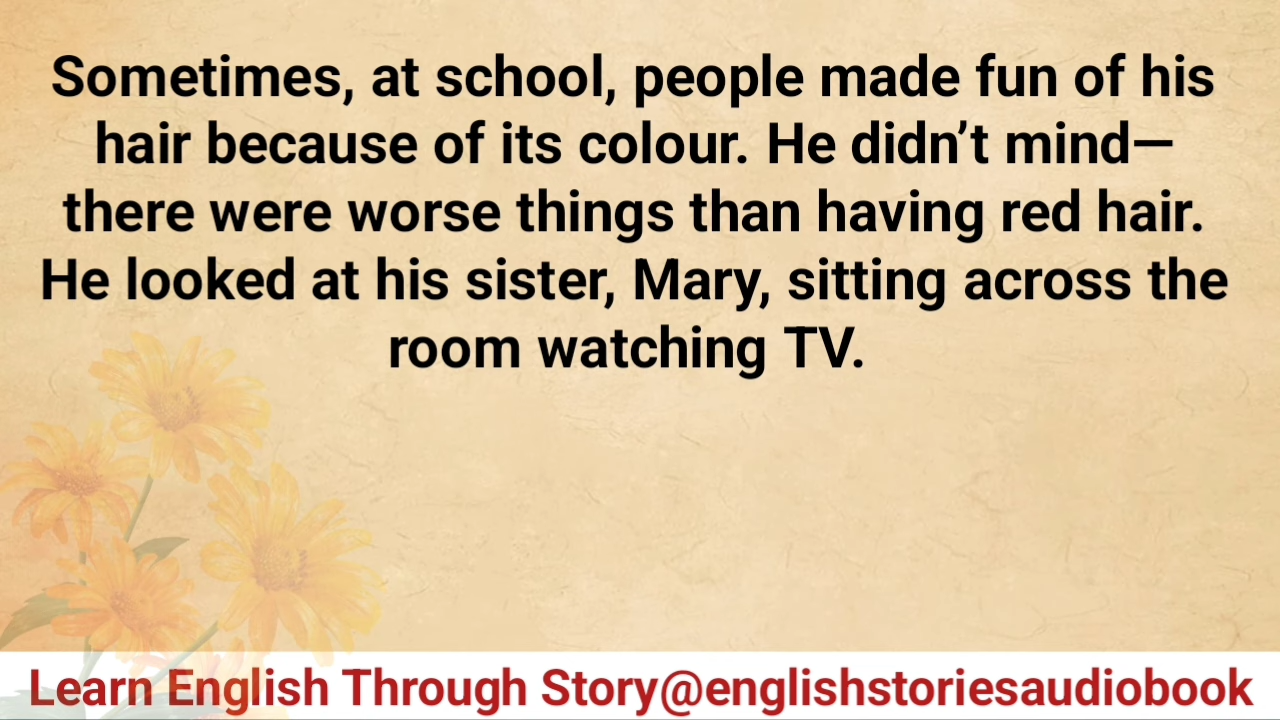 Sometimes, at school, people made fun of his
hair because of its colour. He didn’t mind—
there were worse things than having red hair.
He looked at his sister, Mary, sitting across the
room watching TV.
Learn English Through Story@englishstoriesaudiobook